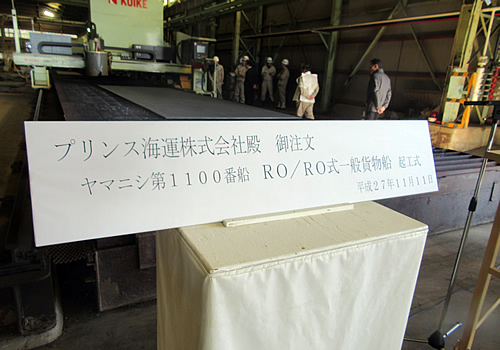 KOIKE
プリンス海運株式会社殿　御注文
ヤマニシ第１１００番船　ＲＯ／ＲＯ式一般貨物船　起工式
平成２７年１１月１１日